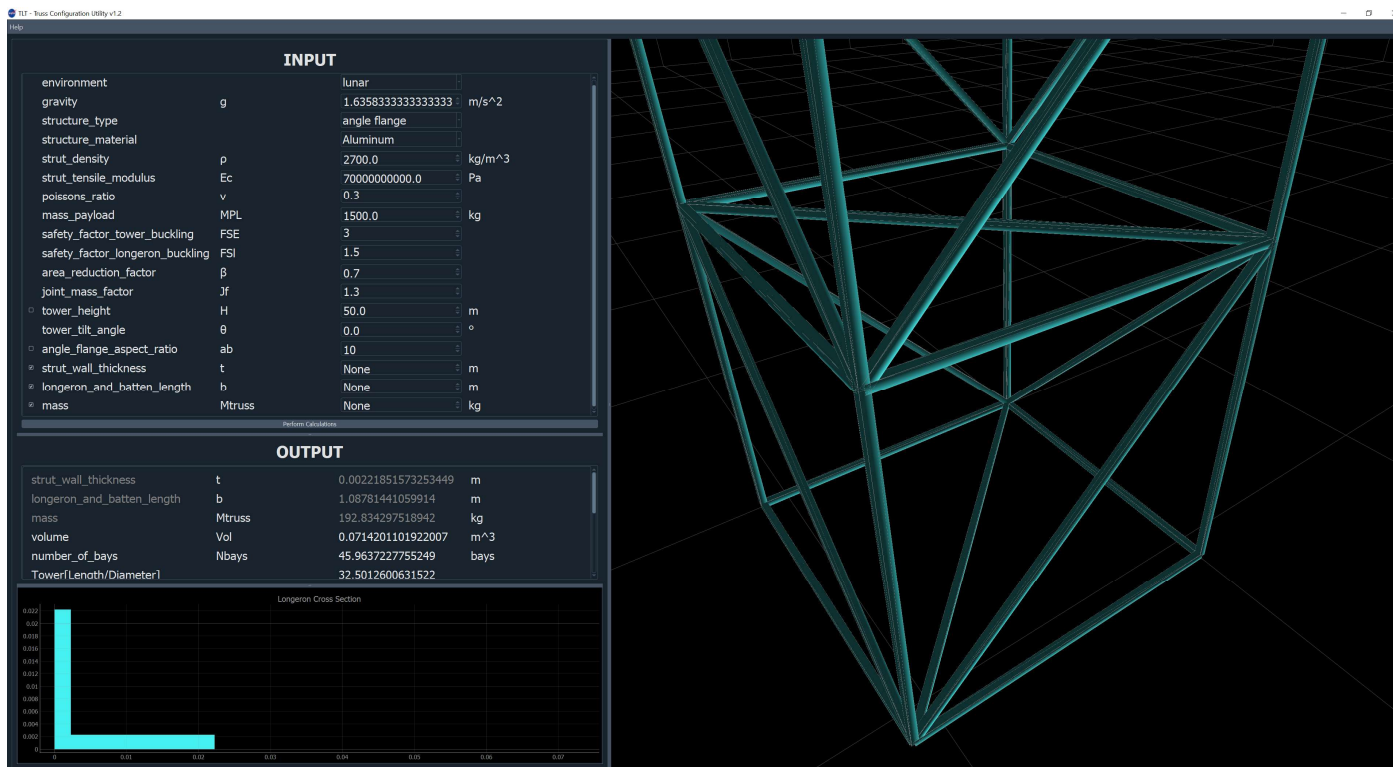 TLT - Truss Configuration Utility v1.2
Help
INPUT
environment lunar
gravity g 1.6358333333333333 m/s^2
structure_type angle flange
structure_material Aluminum
strut_density ρ 2700.0 kg/m^3
strut_tensile_modulus Ec 70000000000.0 Pa
poissons_ratio v 0.3
mass_payload MPL 1500.0 kg
safety_factor_tower_buckling FSE 3
safety_factor_longeron_buckling FSl 1.5
area_reduction_factor β 0.7
joint_mass_factor Jf 1.3
tower_height H 50.0 m
tower_tilt_angle θ 0.0 º
angle_flange_aspect_ratio ab 10
strut_wall_thickness t None m
longeron_and_batten_length b None m
mass Mtruss None kg
Perform Calculations
OUTPUT
strut_wall_thickness t 0.00221851573253449 m
longeron_and_batten_length b 1.08781441059914 m
mass Mtruss 192.834297518942 kg
volume Vol 0.0714201101922007 m^3
number_of_bays Nbays 45.9637227755249 bays
Tower[Length/Diameter] 32.5012600631522
Longeron Cross Section
0.022
0.02
0.018
0.016
0.014
0.012
0.01
0.008
0.006
0.004
0.002
0
0 0.01 0.02 0.03 0.04 0.05 0.06 0.07